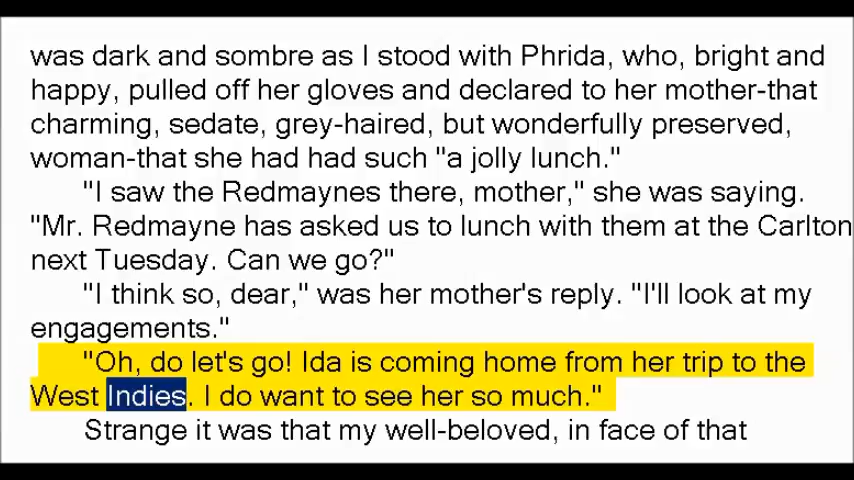 was dark and sombre as I stood with Phrida, who, bright and
happy, pulled off her gloves and declared to her mother-that
charming, sedate, grey-haired, but wonderfully preserved,
woman-that she had had such "a jolly lunch."
"I saw the Redmaynes there, mother," she was saying.
"Mr. Redmayne has asked us to lunch with them at the Carlton
next Tuesday. Can we go?"
"I think so, dear," was her mother's reply. "I'll look at my
engagements."
"Oh, do let's go! Ida is coming home from her trip to the
West Indies. I do want to see her so much."
Strange it was that my well-beloved, in face of that